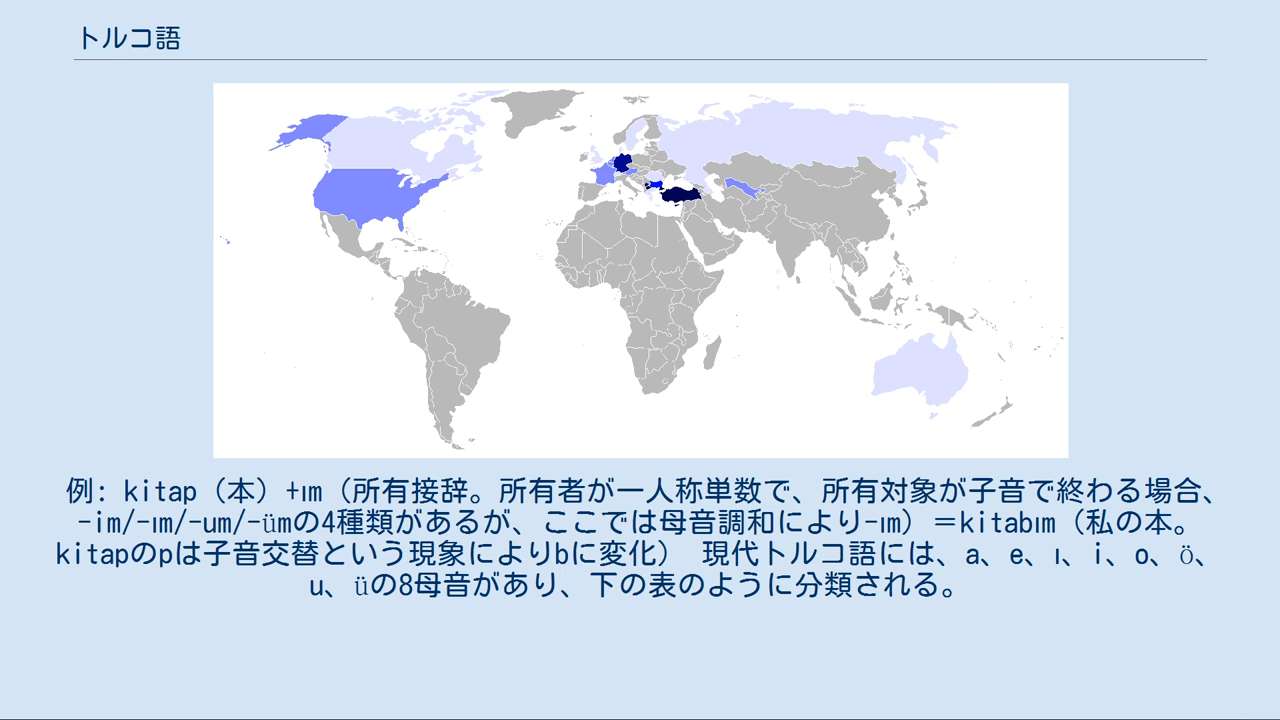 トルコ語
例: kitap（本）+ım（所有接辞。所有者が一人称単数で、所有対象が子音で終わる場合、
-im/-ım/-um/-ümの4種類があるが、ここでは母音調和により-ım）＝kitabım（私の本。
kitapのpは子音交替という現象によりbに変化） 現代トルコ語には、a、e、ı、i、o、ö、
u、üの8母音があり、下の表のように分類される。